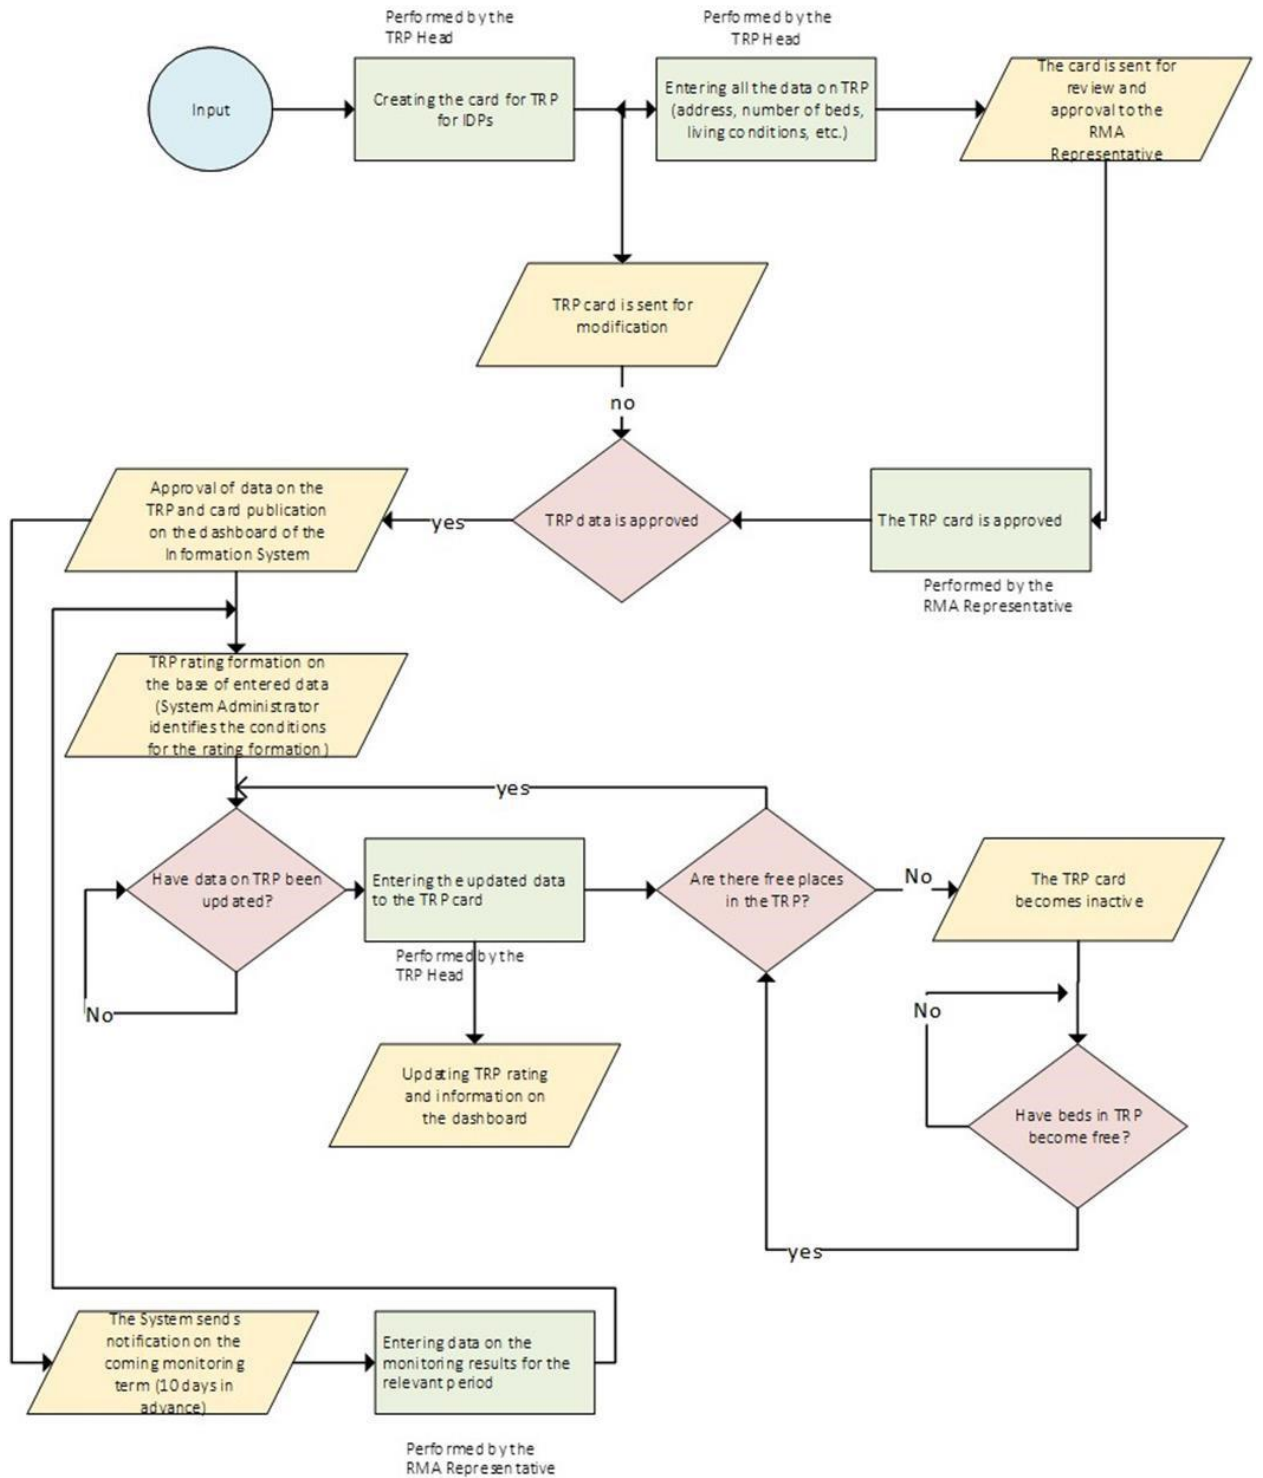 Performed by the
TRP Head
Performed by the
TRP Head
Input
Creating the card for TRP
for IDPs
Entering all the data on TRP
(address, number of beds,
living conditions, etc.)
The card is sent for
review and
approval to the
RMA
Representative
TRP card is sent for
modification
no
Approval of data on the
TRP and card publication
on the dashboard of the
Information System
yes
TRP data is approved
The TRP card is approved
Performed by the
RMA Representative
TRP rating formation on
the base of entered data
(System Administrator
identifies the conditions
for the rating formation)
yes
Have data on TRP been
updated?
Entering the updated data
to the TRP card
Are there free places
in the TRP?
No
The TRP card
becomes inactive
Performed by the
TRP Head
No
No
Updating TRP rating
and information on
the dashboard
Have beds in TRP
become free?
yes
The System sends
notification on the
coming monitoring
term (10 days in
advance)
Entering data on the
monitoring results for the
relevant period
Performed by the
RMA Representative